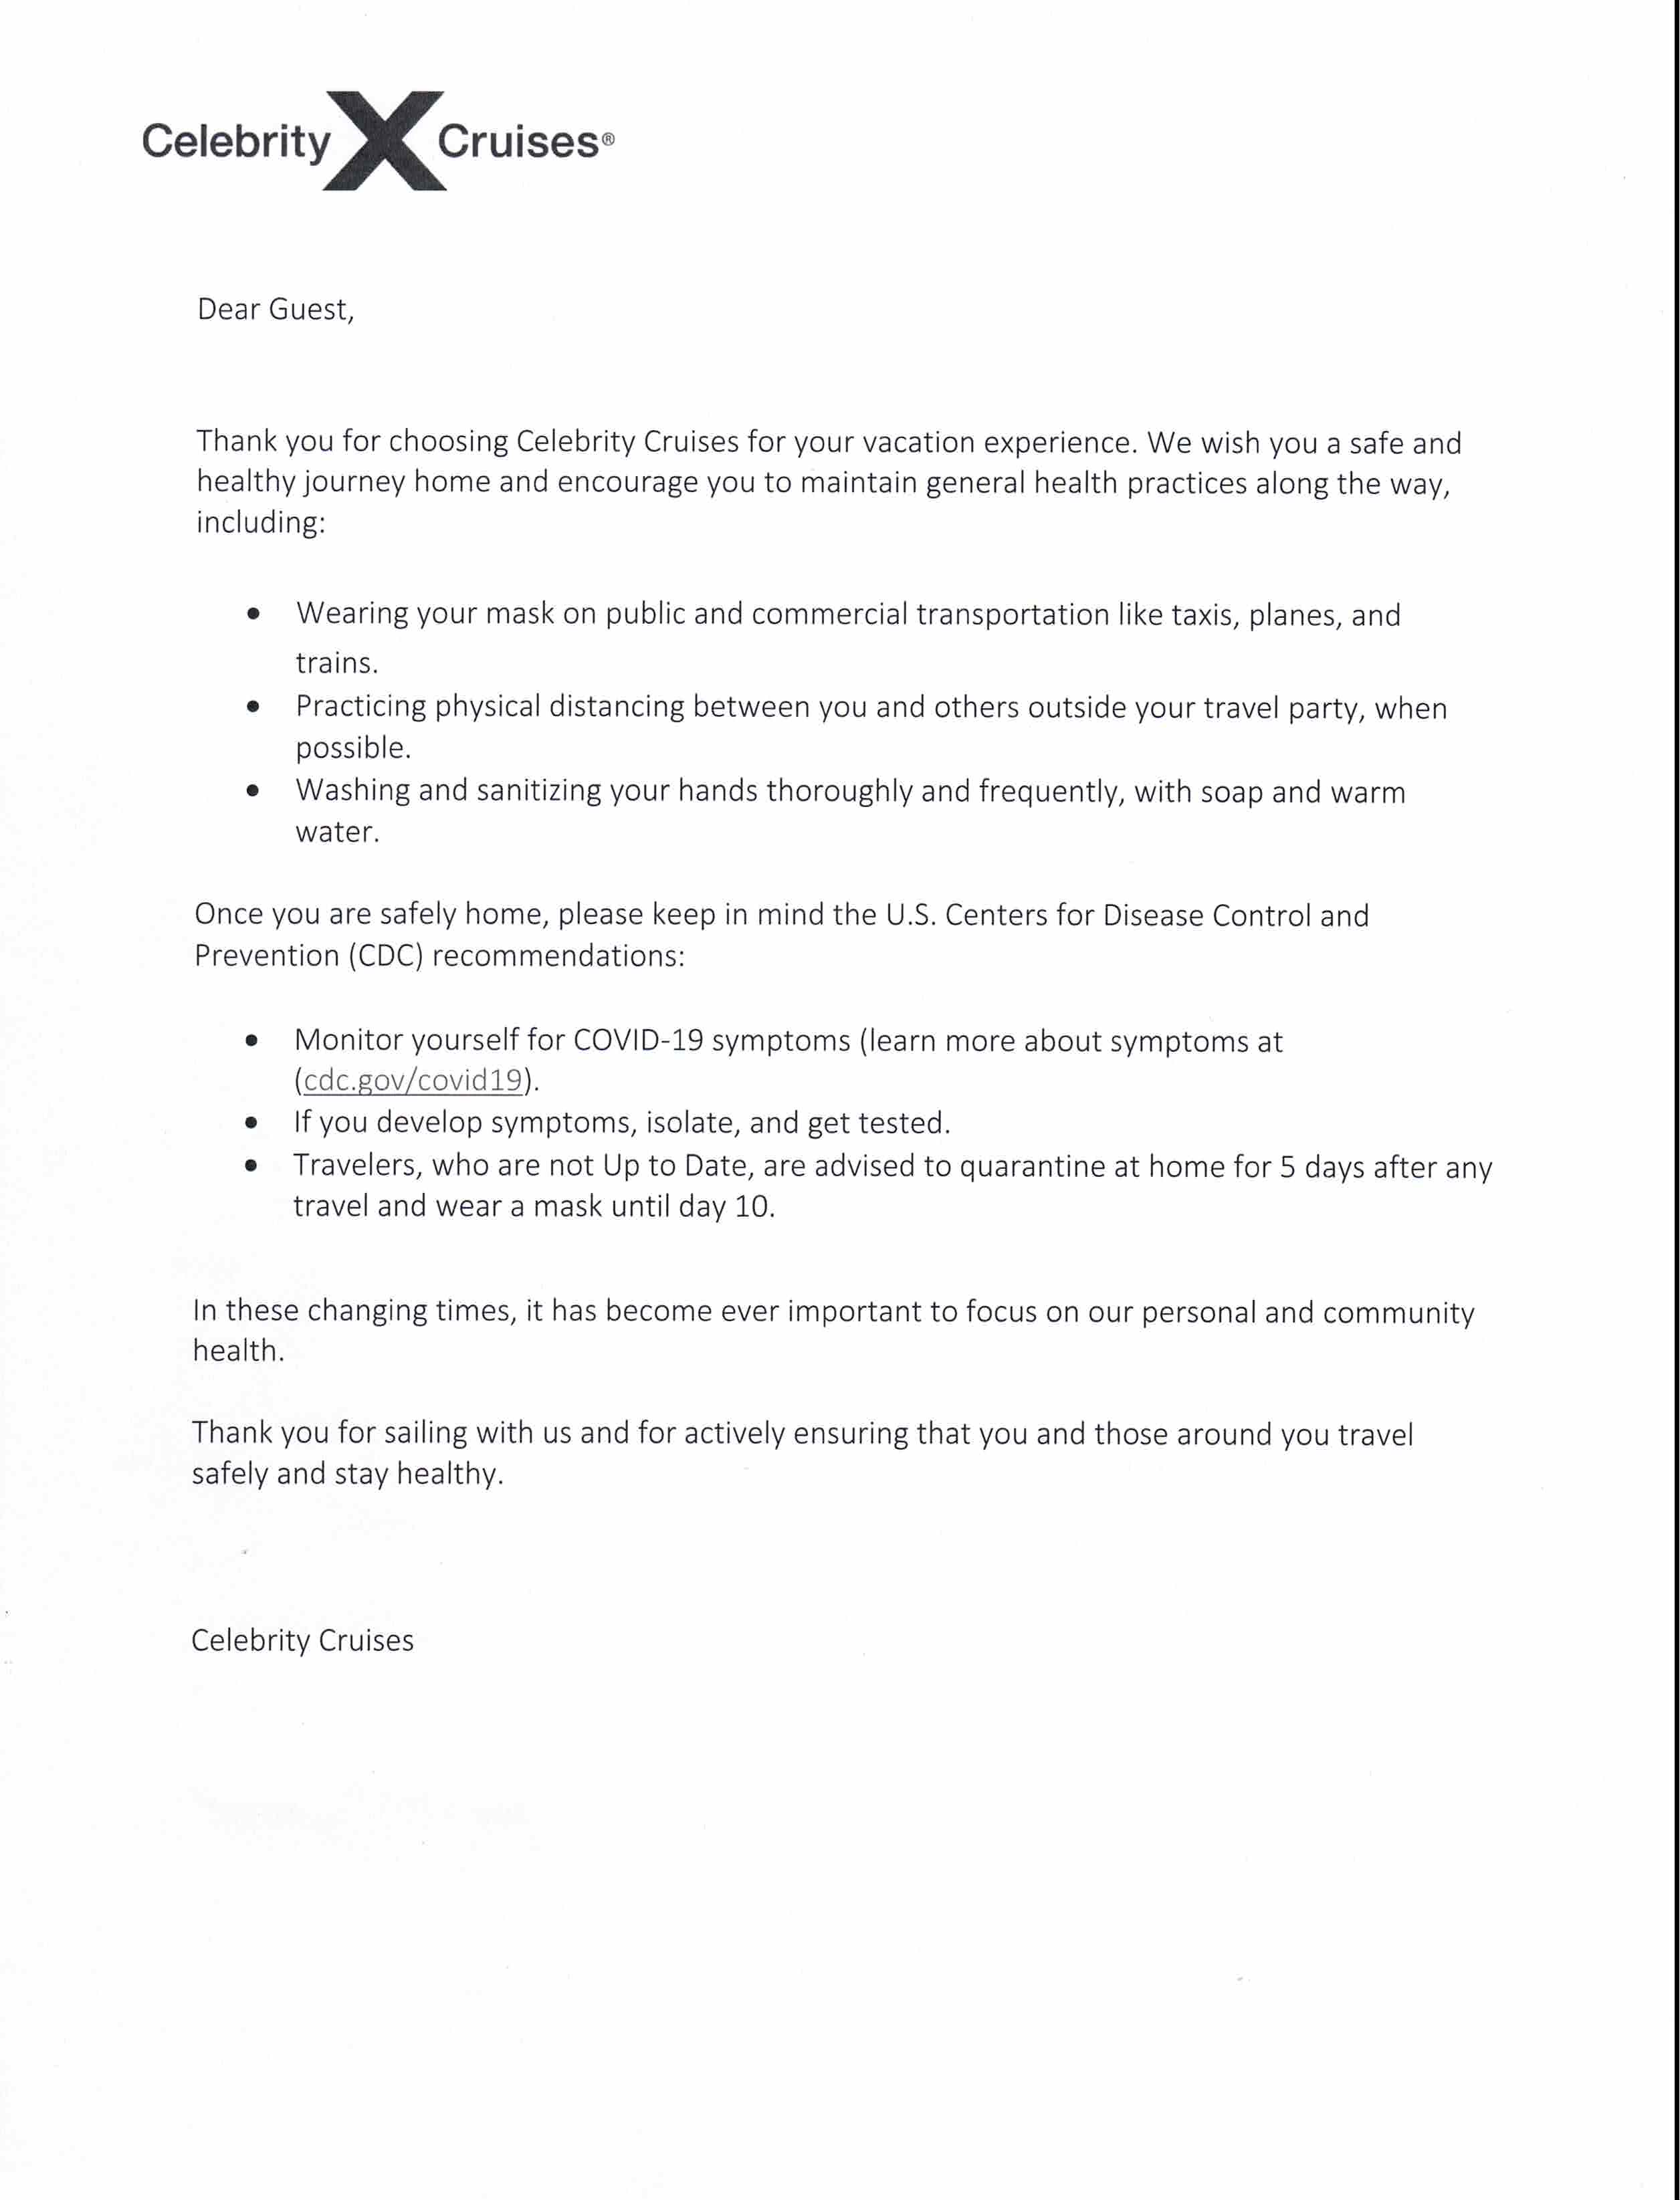 Celebrity X Cruises®
Dear Guest,
Thank you for choosing Celebrity Cruises for your vacation experience. We wish you a safe and
healthy journey home and encourage you to maintain general health practices along the way,
including:
• Wearing your mask on public and commercial transportation like taxis, planes, and
trains.
• Practicing physical distancing between you and others outside your travel party, when
possible.
• Washing and sanitizing your hands thoroughly and frequently, with soap and warm
water.
Once you are safely home, please keep in mind the U.S. Centers for Disease Control and
Prevention (CDC) recommendations:
• Monitor yourself for COVID-19 symptoms (learn more about symptoms at
(cdc.gov/covid19).
• If you develop symptoms, isolate, and get tested.
• Travelers, who are not Up to Date, are advised to quarantine at home for 5 days after any
travel and wear a mask until day 10.
In these changing times, it has become ever important to focus on our personal and community
health.
Thank you for sailing with us and for actively ensuring that you and those around you travel
safely and stay healthy.
Celebrity Cruises